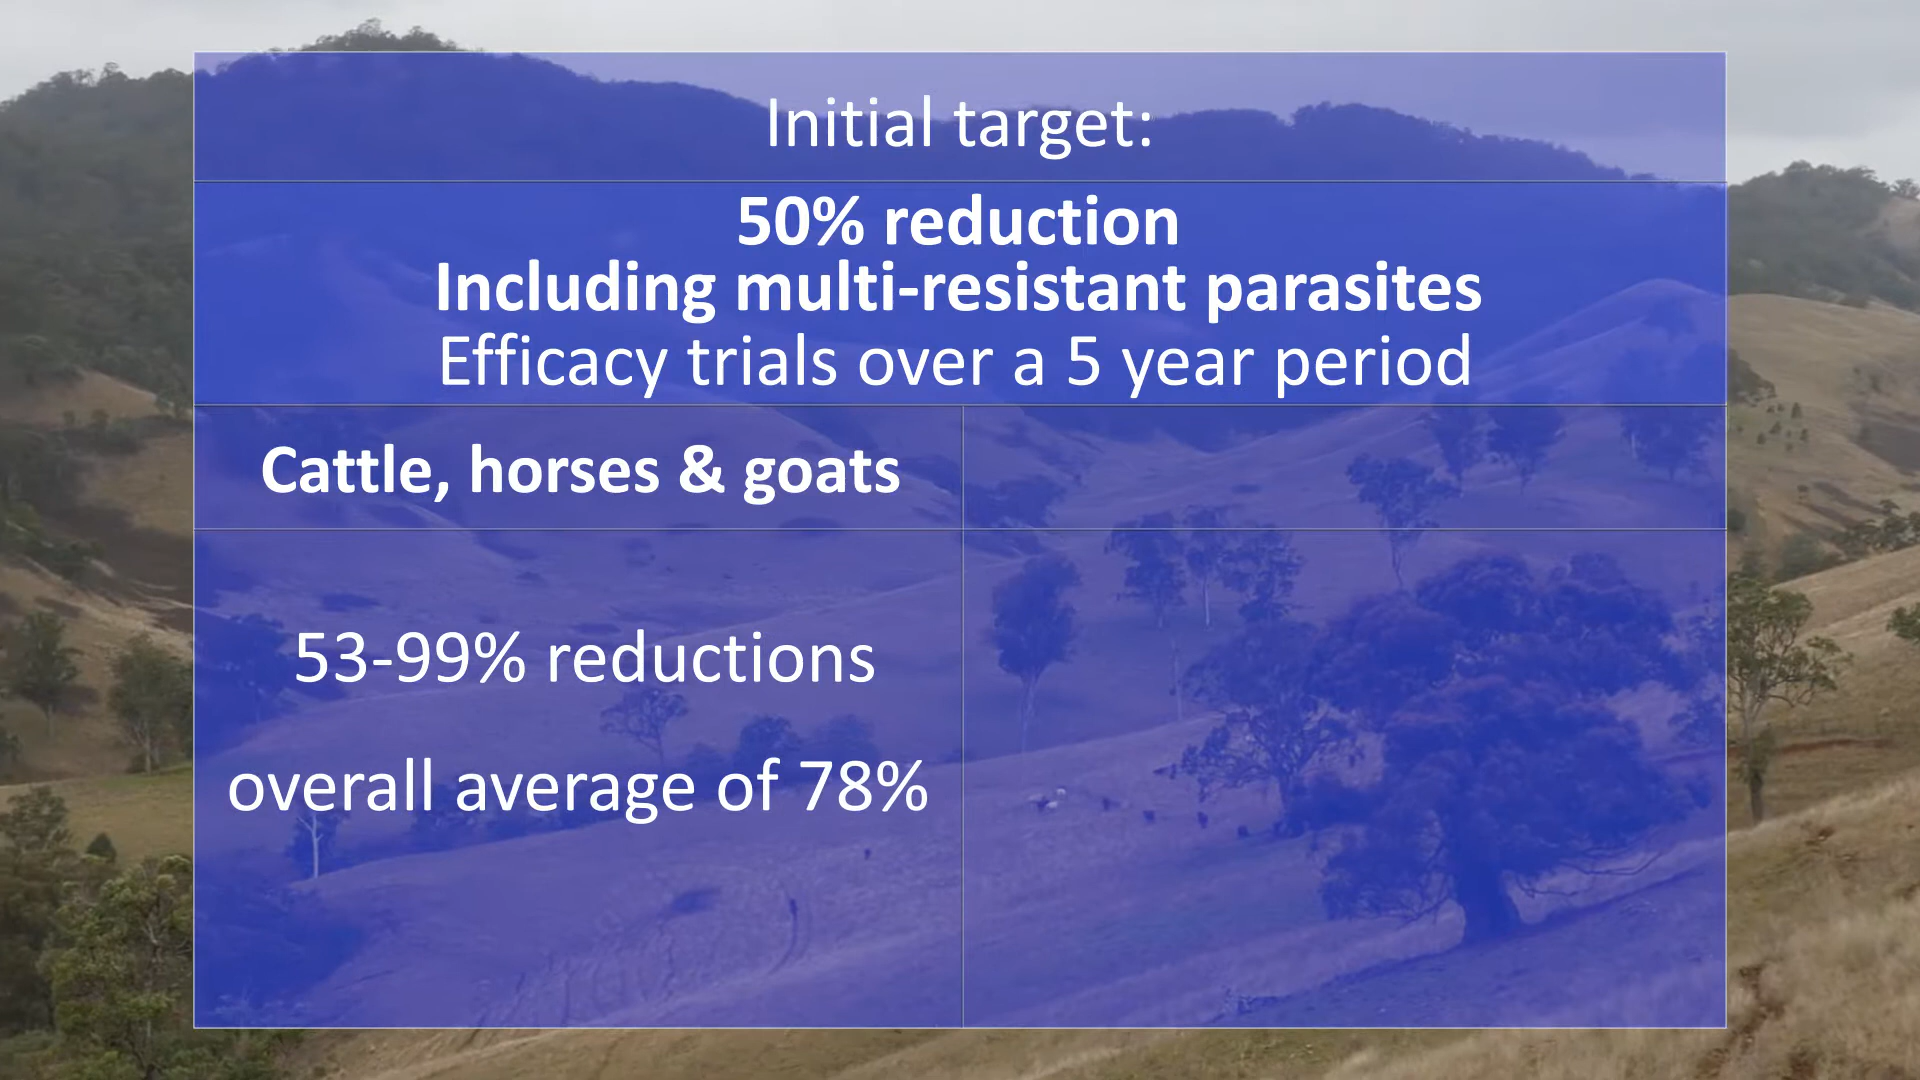 Initial target:
50% reduction
Including multi-resistant parasites
Efficacy trials over a 5 year period
Cattle, horses & goats
53-99% reductions
overall average of 78%